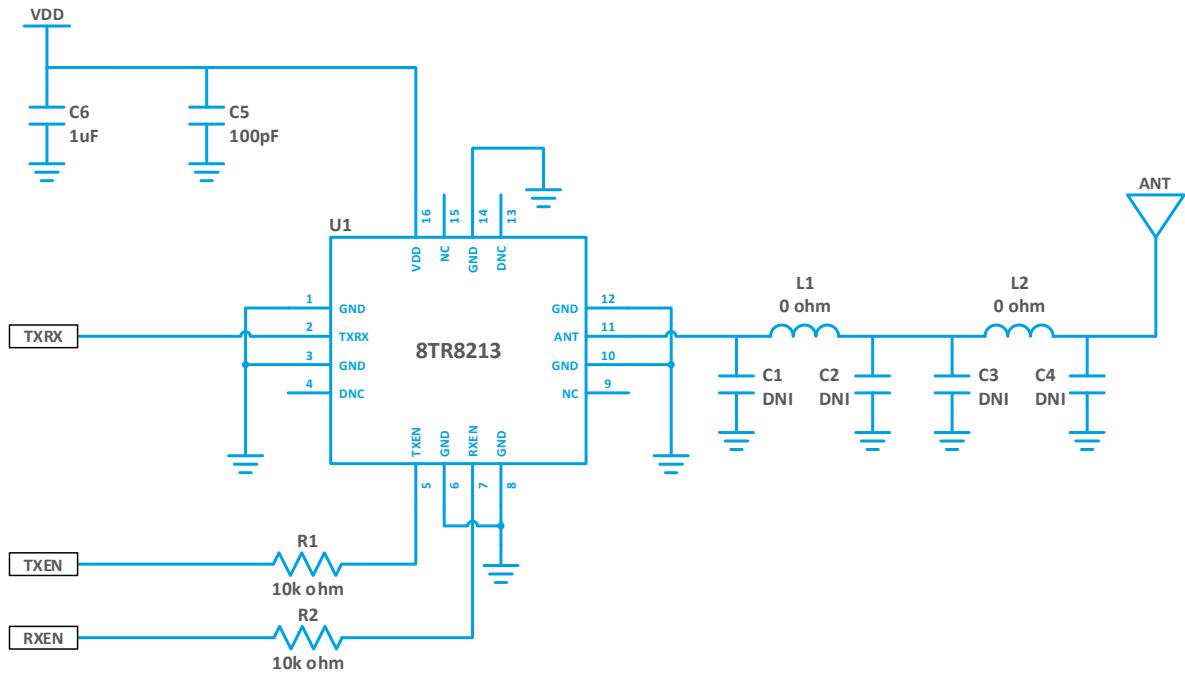 VDD
C6
1uF
C5
100pF
ANT
U1
16
15
14
13
VDD
NC
GND
DNC
L1
0 ohm
L2
0 ohm
1
GND
GND
12
TXRX
2
TXRX
8TR8213
ANT
11
3
GND
GND
10
4
DNC
NC
9
C1
DNI
C2
DNI
C3
DNI
C4
DNI
TXEN
GND
RXEN
GND
5
6
7
8
R1
TXEN
10k ohm
R2
RXEN
10k ohm